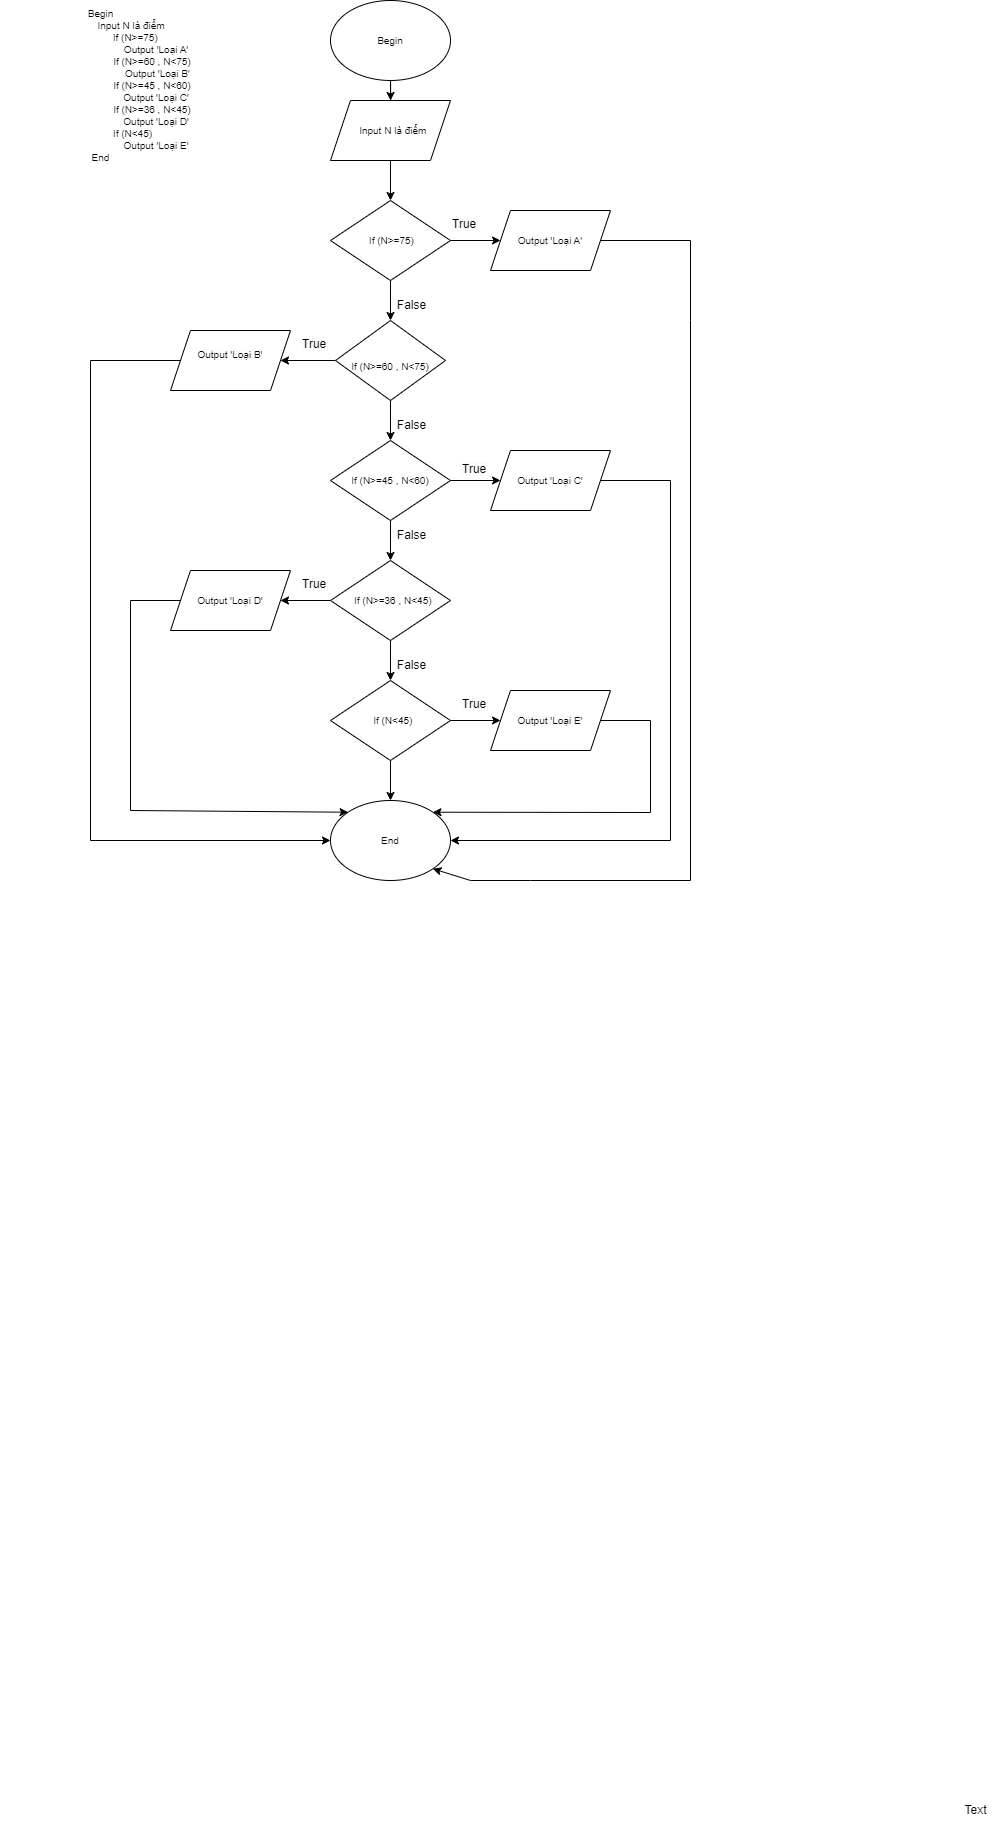 Begin
Input N là điểm
If (N>=75)
Output 'Loại A'
If (N>=60 , N<75)
Output 'Loại B'
If (N>=45 , N<60)
Output 'Loại C'
If (N>=36 , N<45)
Output 'Loại D'
If (N<45)
Output 'Loại E'
End
Begin
Input N là điểm
If (N>=75)
True
Output 'Loại A'
False
If (N>=60 , N<75)
True
Output 'Loại B'
False
If (N>=45 , N<60)
True
Output 'Loại C'
False
If (N>=36 , N<45)
True
Output 'Loại D'
False
If (N<45)
True
Output 'Loại E'
End
Text